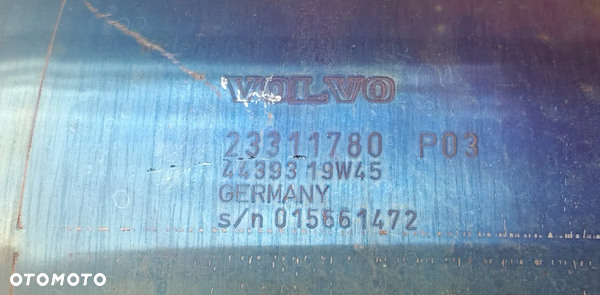 VOLVO
23311780 P03
44393 19W45
GERMANY
s/n 015661472
OTOMOTO